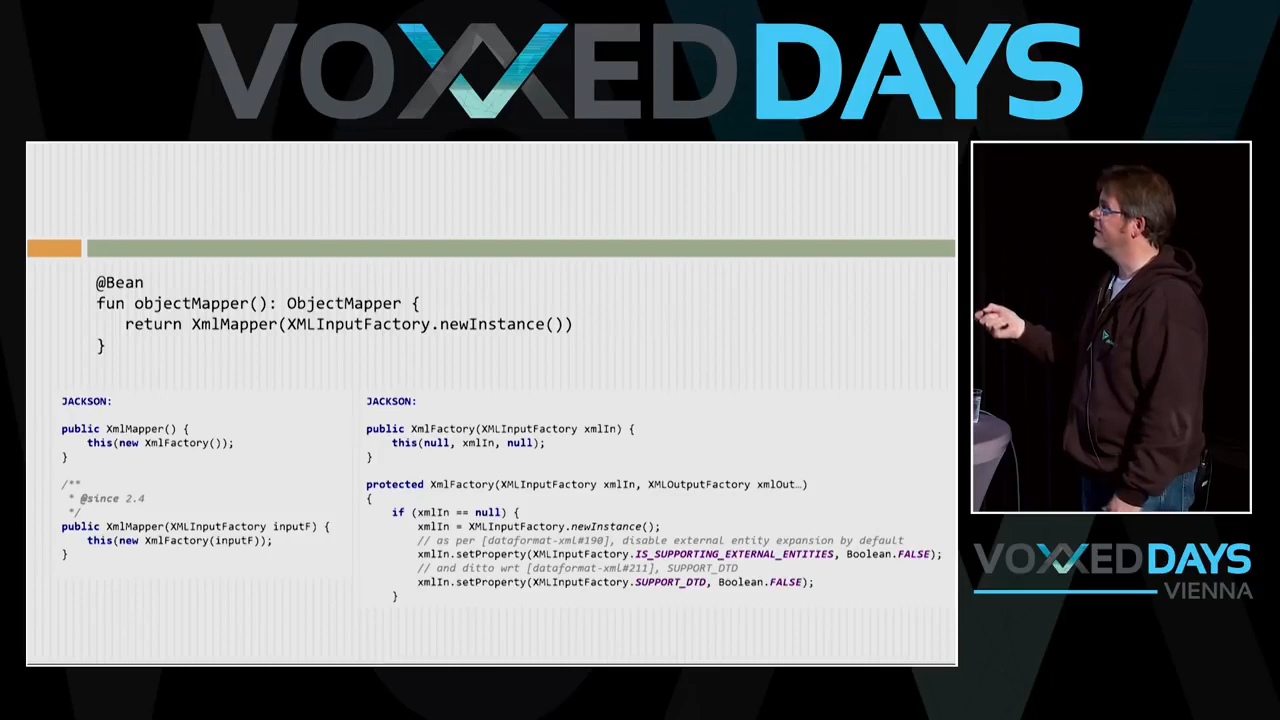 VOXXED DAYS
@Bean
fun objectMapper(): ObjectMapper {
return XmlMapper(XMLInputFactory.newInstance())
}
JACKSON:
public XmlMapper() {
this(new XmlFactory());
}
/**
* @since 2.4
*/
public XmlMapper(XMLInputFactory inputF) {
this(new XmlFactory(inputF));
}
JACKSON:
public XmlFactory(XMLInputFactory xmlIn) {
this(null, xmlIn, null);
}
protected XmlFactory(XMLInputFactory xmlIn, XMLOutputFactory xmlOut…)
{
if (xmlIn == null) {
xmlIn = XMLInputFactory.newInstance();
// as per [dataformat-xml#190], disable external entity expansion by default
xmlIn.setProperty(XMLInputFactory.IS_SUPPORTING_EXTERNAL_ENTITIES, Boolean.FALSE);
// and ditto wrt [dataformat-xml#211], SUPPORT_DTD
xmlIn.setProperty(XMLInputFactory.SUPPORT_DTD, Boolean.FALSE);
}
VOXXED DAYS
VIENNA